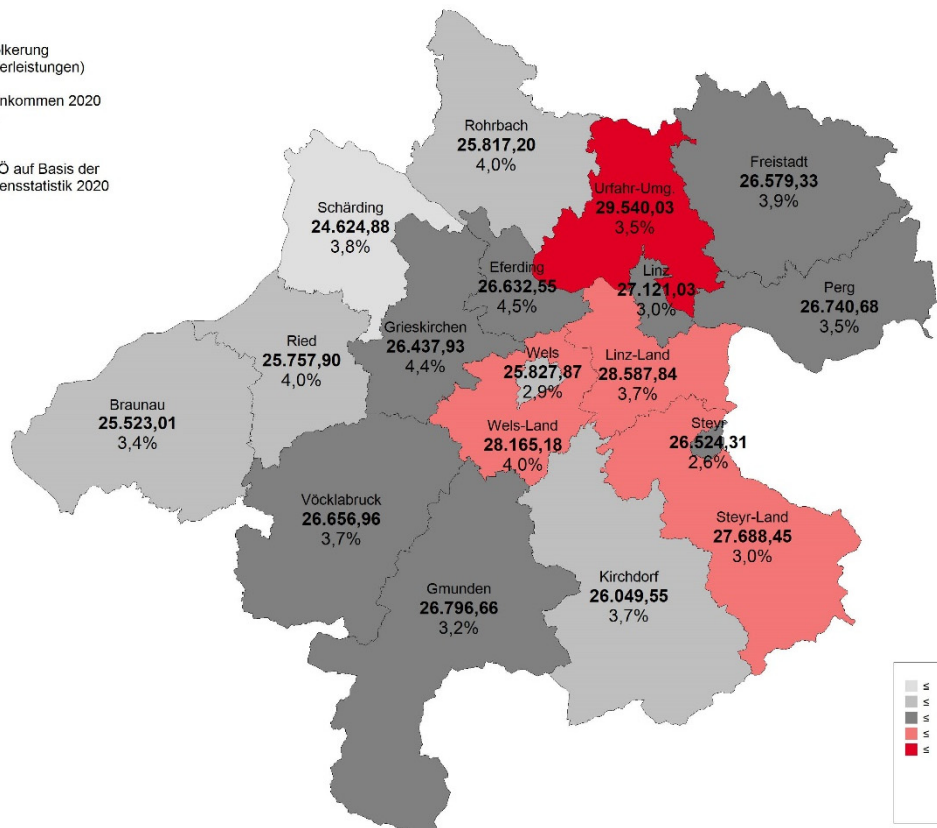 lkerung
erleistungen)
nkommen 2020
Ö auf Basis der
ensstatistik 2020
Rohrbach
25.817,20
4,0%
Freistadt
26.579,33
3,9%
Urfahr-Umg.
29.540,03
3,5%
Schärding
24.624,88
3,8%
Eferding
26.632,55
4,5%
Linz
27.121,03
3,0%
Perg
26.740,68
3,5%
Grieskirchen
26.437,93
4,4%
Ried
25.757,90
4,0%
Wels
25.827,87
2,9%
Linz-Land
28.587,84
3,7%
Braunau
25.523,01
3,4%
Wels-Land
28.165,18
4,0%
Steyr
26.524,31
2,6%
Vöcklabruck
26.656,96
3,7%
Steyr-Land
27.688,45
3,0%
Gmunden
26.796,66
3,2%
Kirchdorf
26.049,55
3,7%
≤
≤
≤
≤
≤